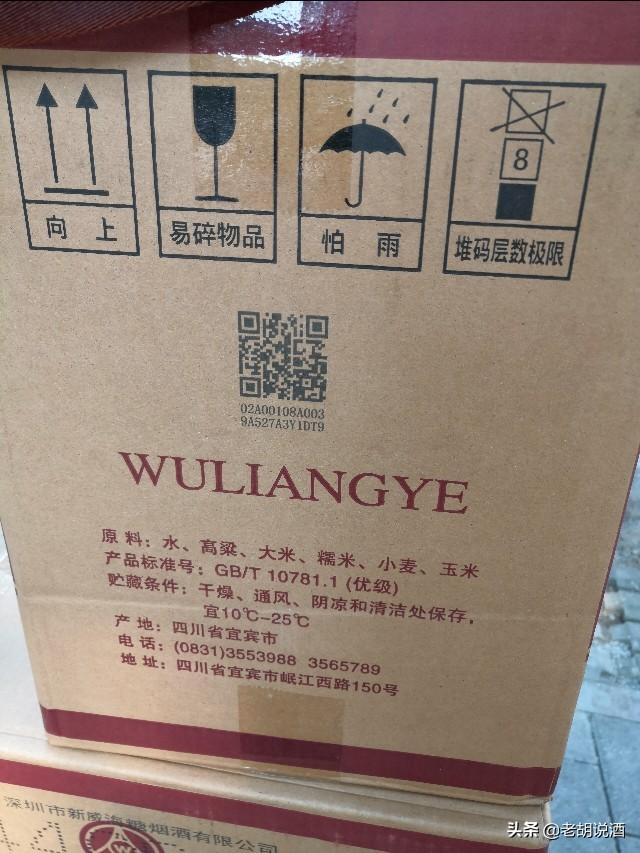 向 上
易碎物品
怕 雨
8
堆码层数极限
02A00108A003
9A527A3Y1DT9
WULIANGYE
原 料：水、高粱、大米、糯米、小麦、玉米
产品标准号：GB/T 10781.1 (优级)
贮藏条件：干燥、通风、阴凉和清洁处保存，
宜10℃-25℃
产 地：四川省宜宾市
电 话：(0831)3553988 3565789
地 址：四川省宜宾市岷江西路150号
深圳市新威海糖烟酒有限公司
W
头条 @老胡说酒